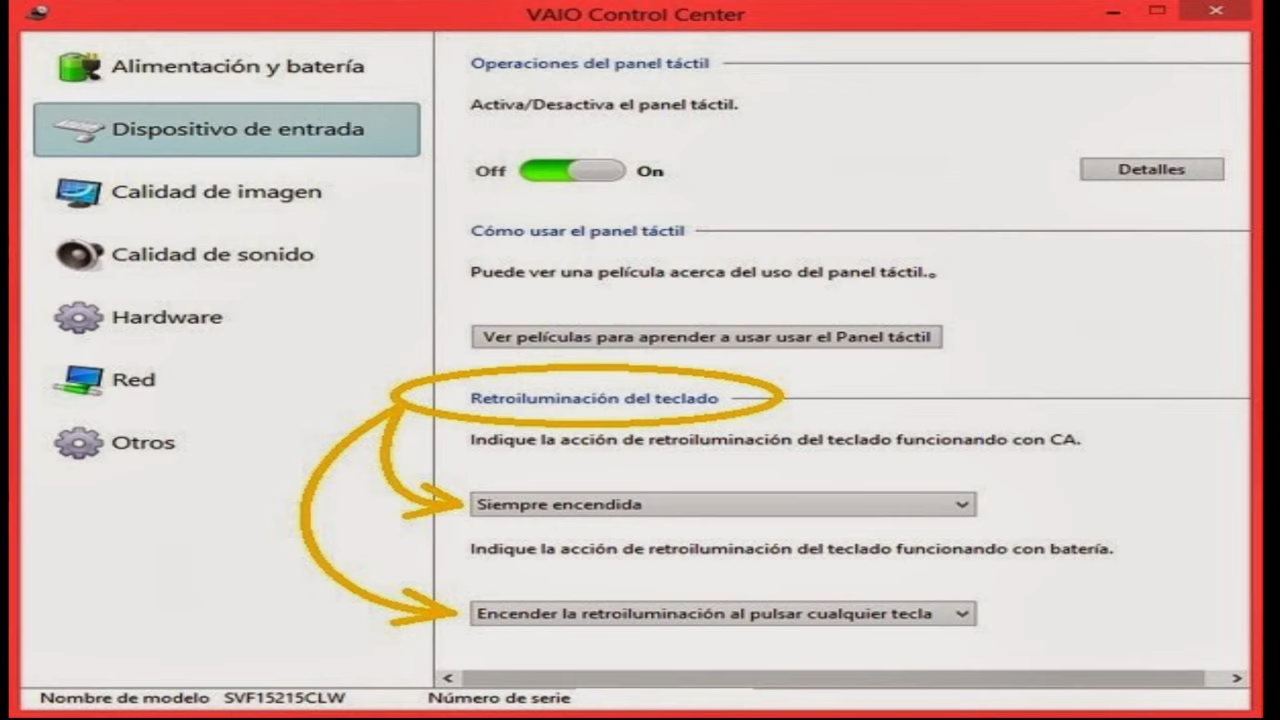 VAIO Control Center
Alimentación y batería
Dispositivo de entrada
Calidad de imagen
Calidad de sonido
Hardware
Red
Otros
Operaciones del panel táctil
Activa/Desactiva el panel táctil.
Off On
Detalles
Cómo usar el panel táctil
Puede ver una película acerca del uso del panel táctil.。
Ver películas para aprender a usar usar el Panel táctil
Retroiluminación del teclado
Indique la acción de retroiluminación del teclado funcionando con CA.
Siempre encendida
Indique la acción de retroiluminación del teclado funcionando con batería.
Encender la retroiluminación al pulsar cualquier tecla
Nombre de modelo SVF15215CLW Número de serie